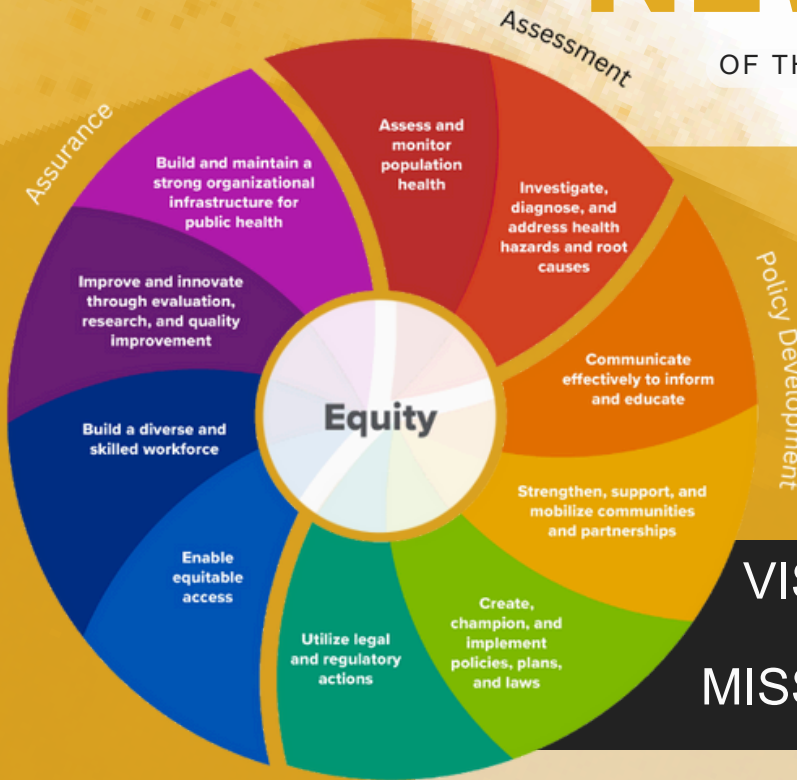 OF TH
Assessment
Assurance
Policy Development
Assess and
monitor
population
health
Investigate,
diagnose, and
address health
hazards and root
causes
Communicate
effectively to inform
and educate
Strengthen, support, and
mobilize communities
and partnerships
Create,
champion, and
implement
policies, plans,
and laws
Utilize legal
and regulatory
actions
Enable
equitable
access
Build a diverse and
skilled workforce
Improve and innovate
through evaluation,
research, and quality
improvement
Build and maintain a
strong organizational
infrastructure for
public health
Equity
VIS
MISS